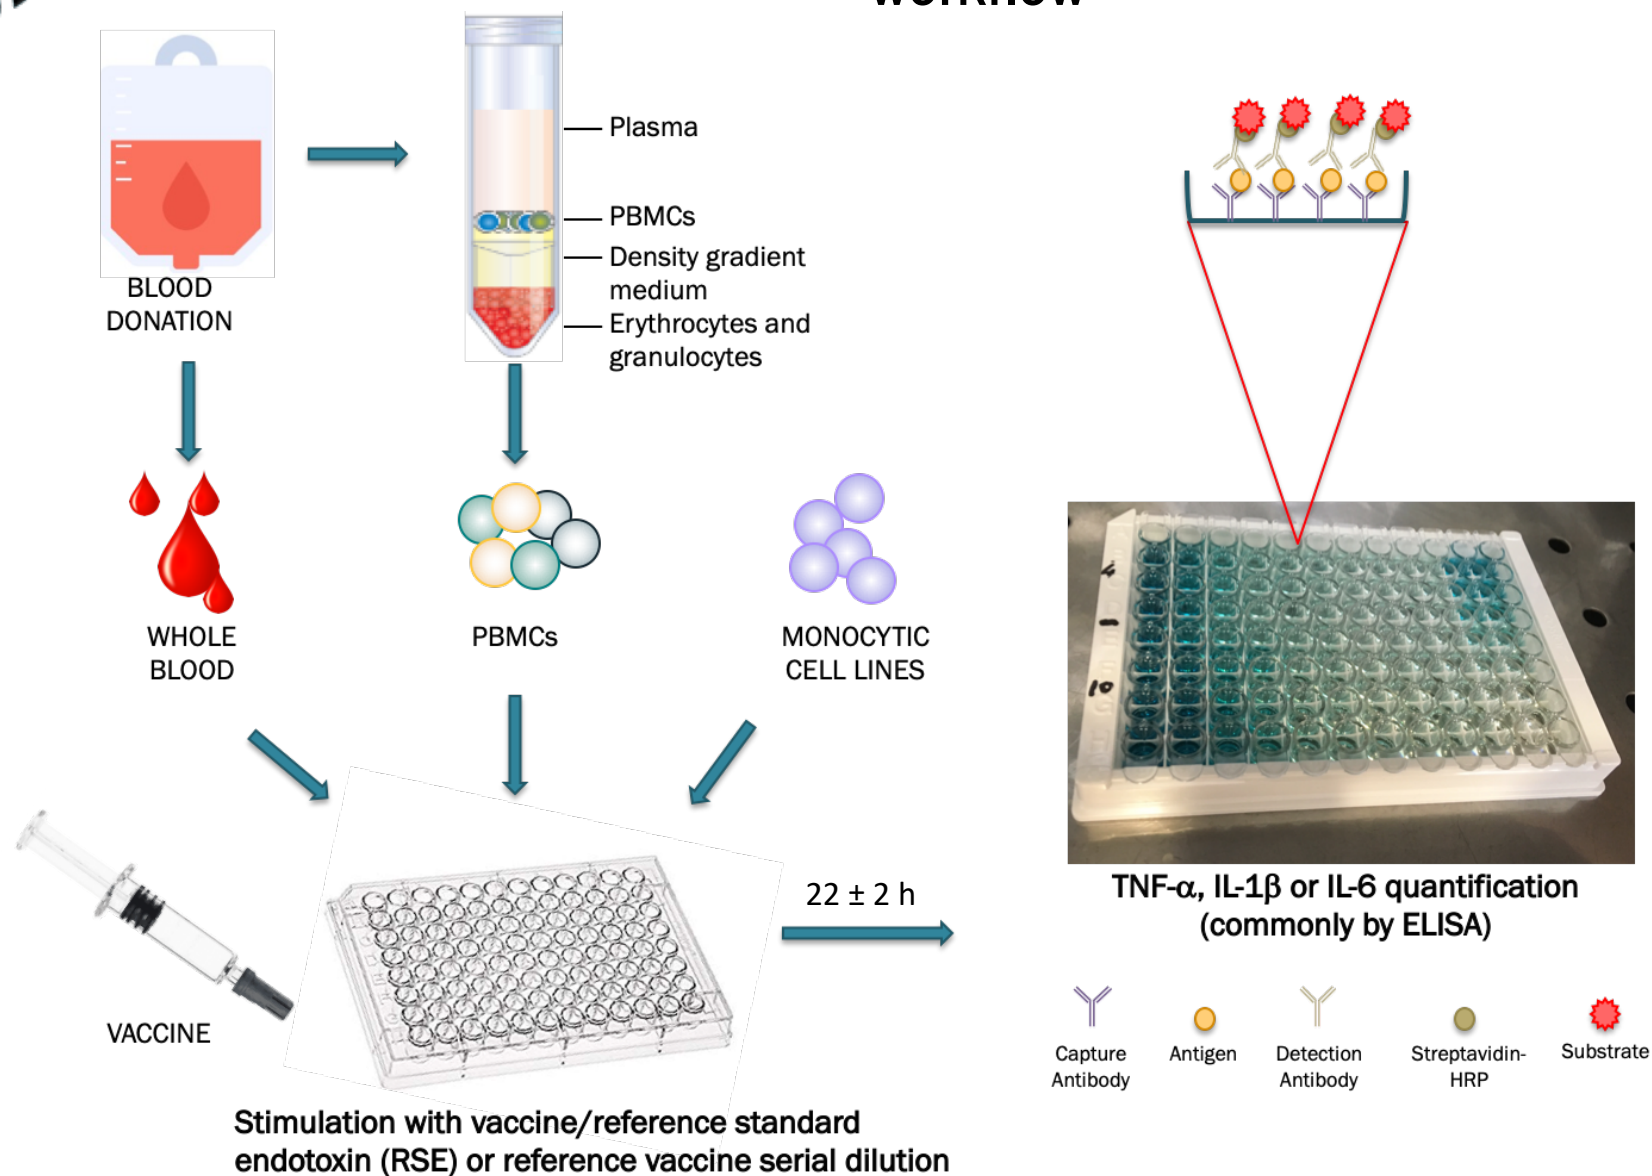 Plasma
PBMCs
Density gradient
medium
Erythrocytes and
granulocytes
BLOOD
DONATION
WHOLE
BLOOD
PBMCs
MONOCYTIC
CELL LINES
VACCINE
22 ± 2 h
Stimulation with vaccine/reference standard
endotoxin (RSE) or reference vaccine serial dilution
TNF-α, IL-1β or IL-6 quantification
(commonly by ELISA)
Capture
Antibody
Antigen
Detection
Antibody
Streptavidin-
HRP
Substrate